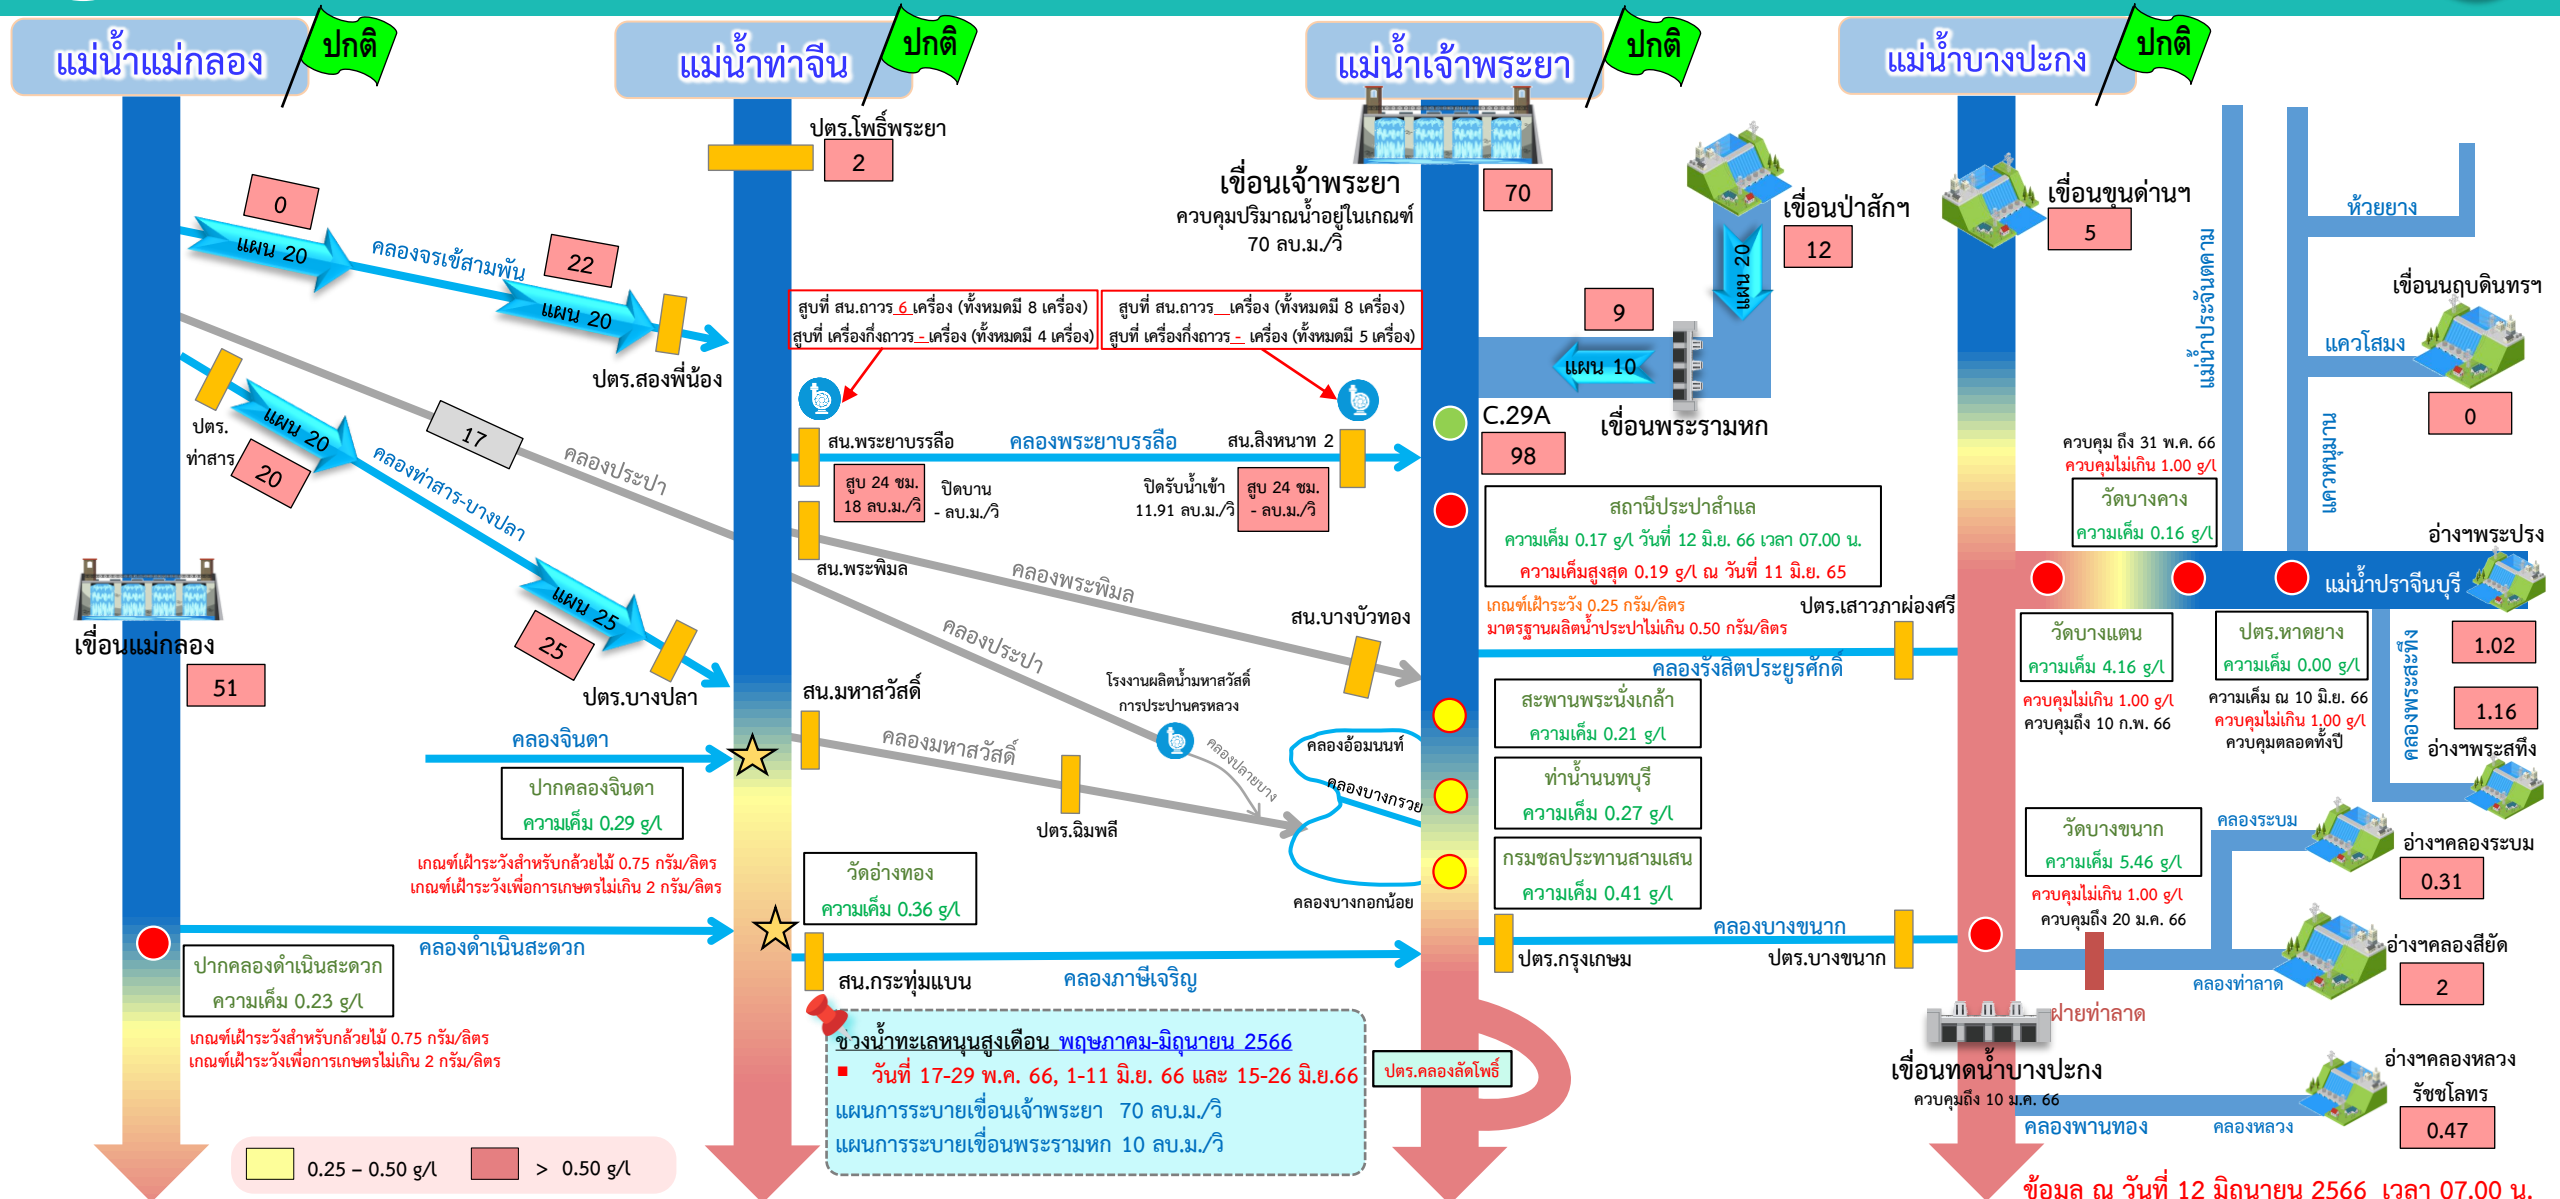 แม่น้ำแม่กลอง
ปกติ
แม่น้ำท่าจีน
ปกติ
แม่น้ำเจ้าพระยา
ปกติ
แม่น้ำบางปะกง
ปกติ
0
แผน 20
คลองจรเข้สามพัน
22
แผน 20
ปตร.สองพี่น้อง
ปตร.
ท่าสาร
แผน 20
20
17
คลองประปา
คลองท่าสาร-บางปลา
แผน 25
25
ปตร.บางปลา
เขื่อนแม่กลอง
51
คลองจินดา
ปากคลองจินดา
ความเค็ม 0.29 g/l
เกณฑ์เฝ้าระวังสำหรับกล้วยไม้ 0.75 กรัม/ลิตร
เกณฑ์เฝ้าระวังเพื่อการเกษตรไม่เกิน 2 กรัม/ลิตร
คลองดำเนินสะดวก
ปากคลองดำเนินสะดวก
ความเค็ม 0.23 g/l
เกณฑ์เฝ้าระวังสำหรับกล้วยไม้ 0.75 กรัม/ลิตร
เกณฑ์เฝ้าระวังเพื่อการเกษตรไม่เกิน 2 กรัม/ลิตร
0.25 – 0.50 g/l
> 0.50 g/l
ปตร.โพธิ์พระยา
2
สูบที่ สน.ถาวร 6 เครื่อง (ทั้งหมดมี 8 เครื่อง)
สูบที่ เครื่องกึ่งถาวร - เครื่อง (ทั้งหมดมี 4 เครื่อง)
สูบที่ สน.ถาวร__เครื่อง (ทั้งหมดมี 8 เครื่อง)
สูบที่ เครื่องกึ่งถาวร - เครื่อง (ทั้งหมดมี 5 เครื่อง)
สน.พระยาบรรลือ
คลองพระยาบรรลือ
สน.สิงหนาท 2
สูบ 24 ชม.
18 ลบ.ม./วิ
ปิดบาน
- ลบ.ม./วิ
ปิดรับน้ำเข้า
11.91 ลบ.ม./วิ
สูบ 24 ชม.
- ลบ.ม./วิ
สน.พระพิมล
คลองพระพิมล
สน.บางบัวทอง
คลองประปา
โรงงานผลิตน้ำมหาสวัสดิ์
การประปานครหลวง
คลองปลายบาง
สน.มหาสวัสดิ์
คลองมหาสวัสดิ์
ปตร.ฉิมพลี
คลองอ้อมนนท์
คลองบางกรวย
คลองบางกอกน้อย
วัดอ่างทอง
ความเค็ม 0.36 g/l
สน.กระทุ่มแบน
คลองภาษีเจริญ
ช่วงน้ำทะเลหนุนสูงเดือน พฤษภาคม-มิถุนายน 2566
▪ วันที่ 17-29 พ.ค. 66, 1-11 มิ.ย. 66 และ 15-26 มิ.ย.66
แผนการระบายเขื่อนเจ้าพระยา 70 ลบ.ม./วิ
แผนการระบายเขื่อนพระรามหก 10 ลบ.ม./วิ
ปตร.คลองลัดโพธิ์
เขื่อนเจ้าพระยา
ควบคุมปริมาณน้ำอยู่ในเกณฑ์
70 ลบ.ม./วิ
70
เขื่อนป่าสักฯ
12
แผน 20
9
แผน 10
เขื่อนพระรามหก
C.29A
98
สถานีประปาสำแล
ความเค็ม 0.17 g/l วันที่ 12 มิ.ย. 66 เวลา 07.00 น.
ความเค็มสูงสุด 0.19 g/l ณ วันที่ 11 มิ.ย. 65
เกณฑ์เฝ้าระวัง 0.25 กรัม/ลิตร
มาตรฐานผลิตน้ำประปาไม่เกิน 0.50 กรัม/ลิตร
ปตร.เสาวภาผ่องศรี
คลองรังสิตประยูรศักดิ์
สะพานพระนั่งเกล้า
ความเค็ม 0.21 g/l
ท่าน้ำนนทบุรี
ความเค็ม 0.27 g/l
กรมชลประทานสามเสน
ความเค็ม 0.41 g/l
ปตร.กรุงเกษม
คลองบางขนาก
ปตร.บางขนาก
เขื่อนขุนด่านฯ
5
แม่น้ำประจันตคาม
ห้วยยาง
เขื่อนนฤบดินทรฯ
แควโสมง
0
แควหนุมาน
ควบคุม ถึง 31 พ.ค. 66
ควบคุมไม่เกิน 1.00 g/l
วัดบางคาง
ความเค็ม 0.16 g/l
อ่างฯพระปรง
แม่น้ำปราจีนบุรี
1.02
วัดบางแตน
ความเค็ม 4.16 g/l
ควบคุมไม่เกิน 1.00 g/l
ควบคุมถึง 10 ก.พ. 66
ปตร.หาดยาง
ความเค็ม 0.00 g/l
ความเค็ม ณ 10 มิ.ย. 66
ควบคุมไม่เกิน 1.00 g/l
ควบคุมตลอดทั้งปี
คลองพระสะทึง
1.16
อ่างฯพระสทึง
วัดบางขนาก
ความเค็ม 5.46 g/l
ควบคุมไม่เกิน 1.00 g/l
ควบคุมถึง 20 ม.ค. 66
คลองระบม
อ่างฯคลองระบม
0.31
อ่างฯคลองสียัด
2
คลองท่าลาด
ฝายท่าลาด
เขื่อนทดน้ำบางปะกง
ควบคุมถึง 10 ม.ค. 66
คลองพานทอง
คลองหลวง
อ่างฯคลองหลวง
รัชชโลทร
0.47
ข้อมูล ณ วันที่ 12 มิถุนายน 2566 เวลา 07.00 น.